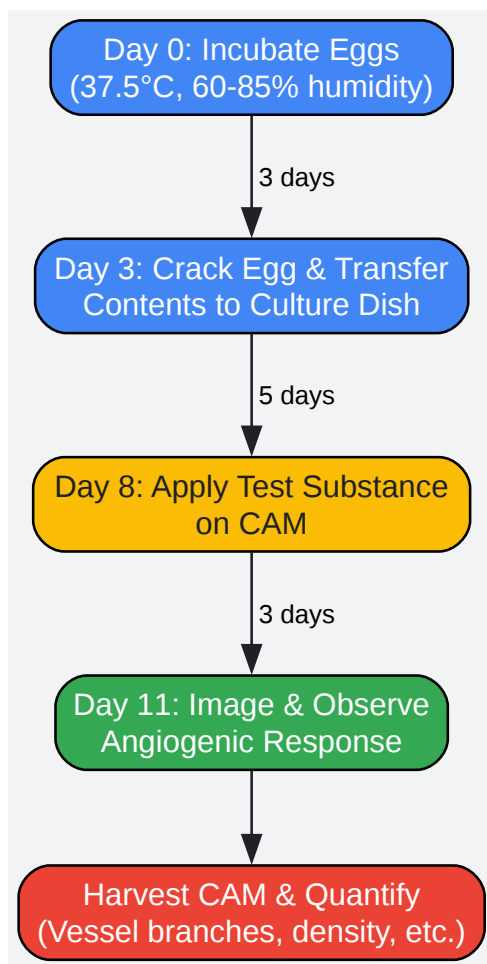 Day 0: Incubate Eggs
(37.5°C, 60-85% humidity)
3 days
Day 3: Crack Egg & Transfer
Contents to Culture Dish
5 days
Day 8: Apply Test Substance
on CAM
3 days
Day 11: Image & Observe
Angiogenic Response
Harvest CAM & Quantify
(Vessel branches, density, etc.)